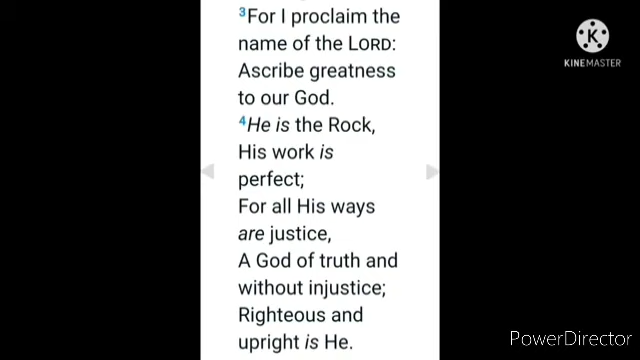 3For I proclaim the
name of the LORD:
Ascribe greatness
to our God.
4He is the Rock,
His work is
perfect;
For all His ways
are justice,
A God of truth and
without injustice;
Righteous and
upright is He.
K
KINEMASTER
PowerDirector